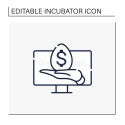 EDITABLE INCUBATOR ICON
$